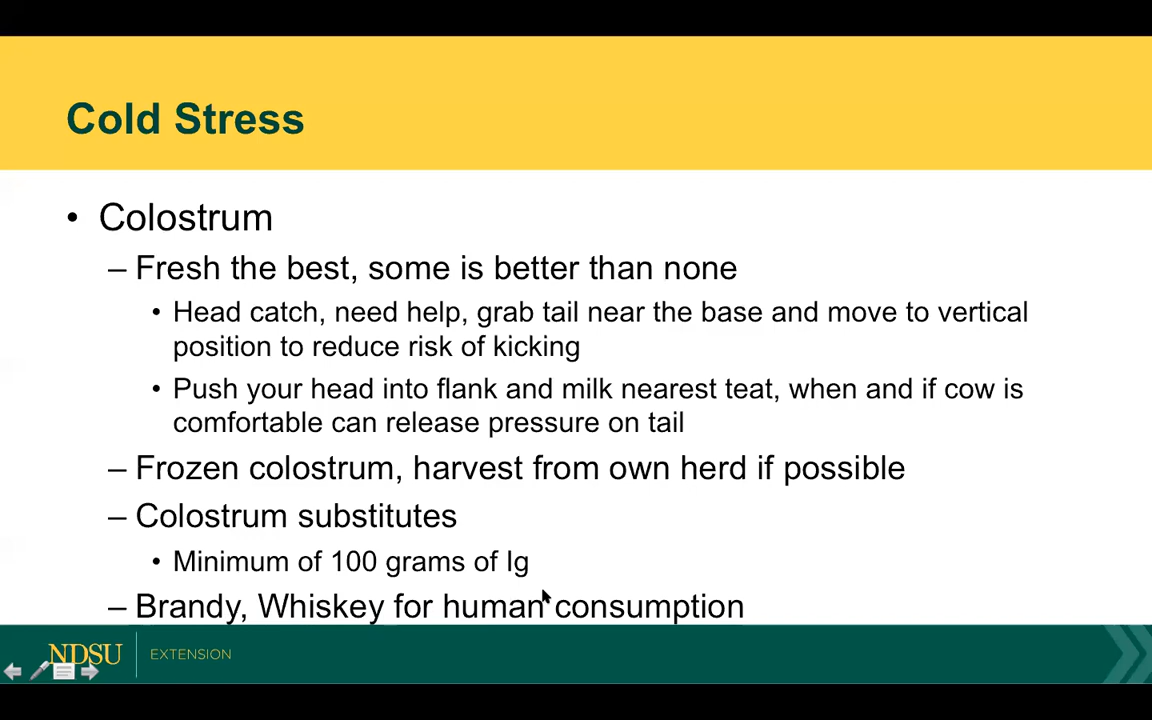 Cold Stress
• Colostrum
– Fresh the best, some is better than none
• Head catch, need help, grab tail near the base and move to vertical
position to reduce risk of kicking
• Push your head into flank and milk nearest teat, when and if cow is
comfortable can release pressure on tail
– Frozen colostrum, harvest from own herd if possible
– Colostrum substitutes
• Minimum of 100 grams of Ig
– Brandy, Whiskey for human consumption
NDSU EXTENSION